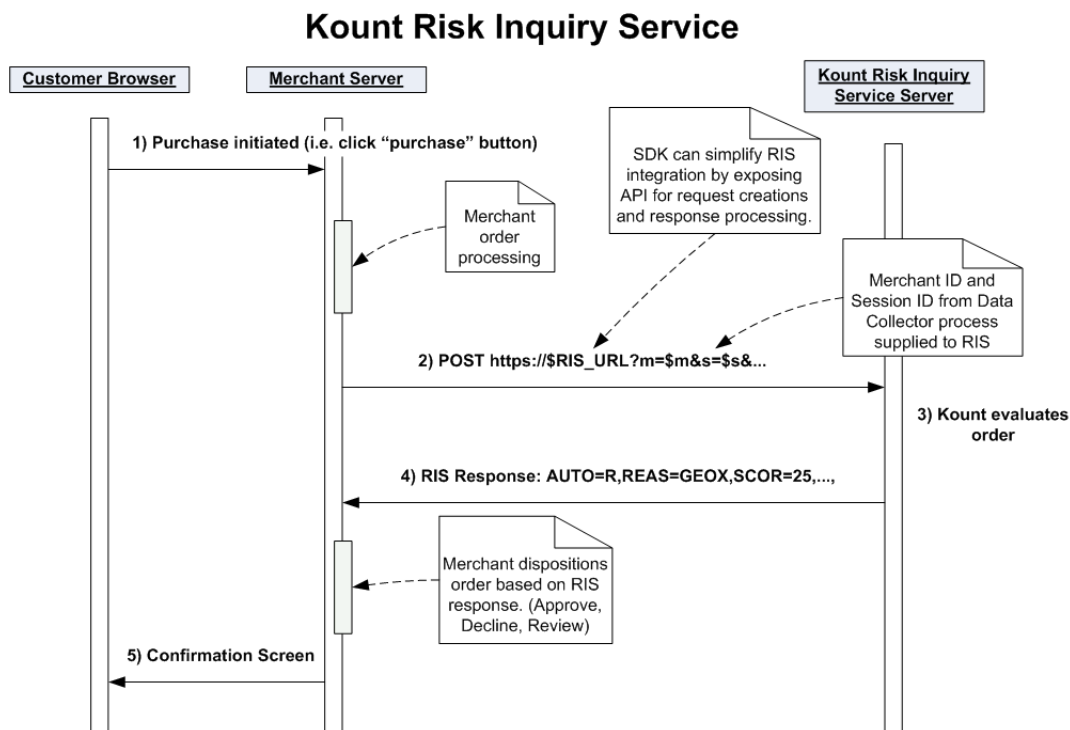 Kount Risk Inquiry Service
Customer Browser
Merchant Server
Kount Risk Inquiry
Service Server
1) Purchase initiated (i.e. click “purchase” button)
SDK can simplify RIS
integration by exposing
API for request creations
and response processing.
Merchant
order
processing
Merchant ID and
Session ID from Data
Collector process
supplied to RIS
2) POST https://$RIS_URL?m=$m&s=$s&...
3) Kount evaluates
order
4) RIS Response: AUTO=R,REAS=GEOX,SCOR=25,...,
Merchant dispositions
order based on RIS
response. (Approve,
Decline, Review)
5) Confirmation Screen